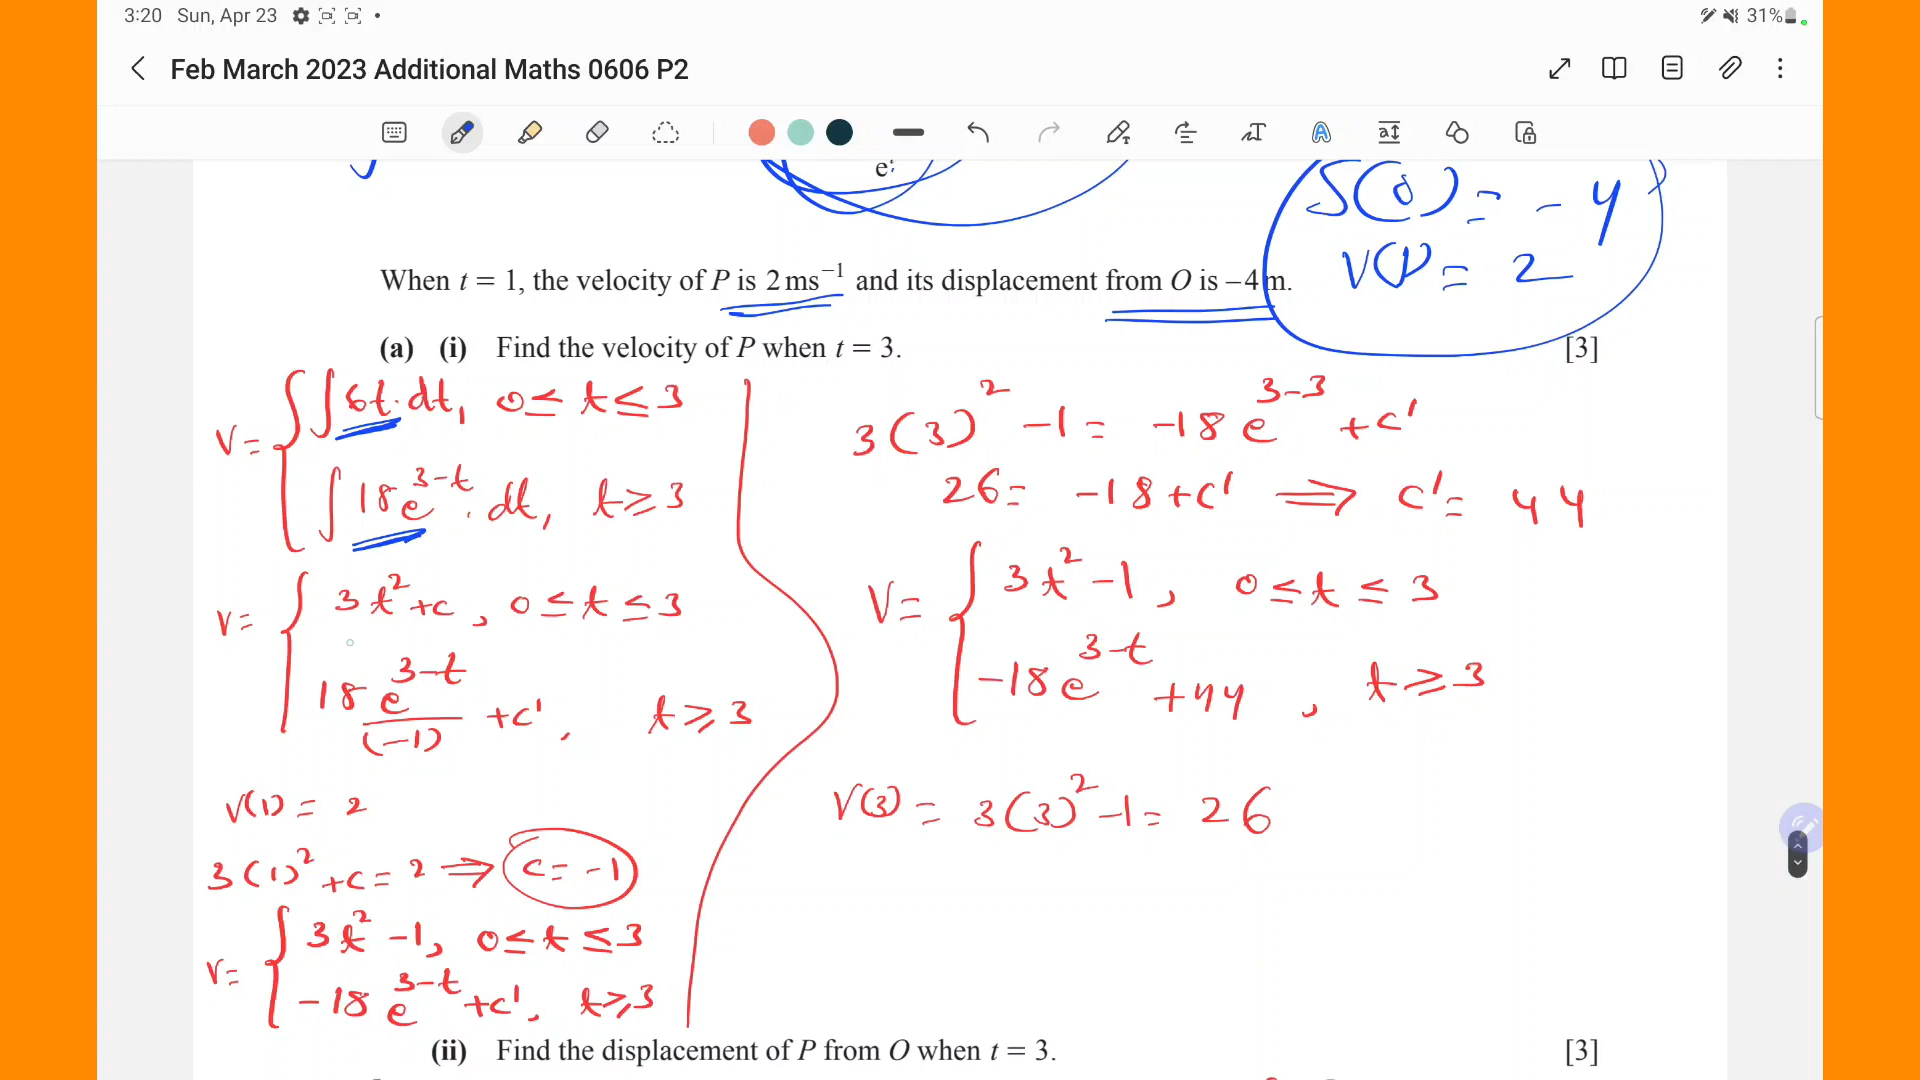 3:20 Sun, Apr 23 31%
Feb March 2023 Additional Maths 0606 P2
S(0) = -4
V(1) = 2
When t = 1, the velocity of P is 2 ms⁻¹ and its displacement from O is −4 m.
(a) (i) Find the velocity of P when t = 3. [3]
V = { ∫ 6t · dt, 0 ≤ t ≤ 3
∫ 18e^(3-t) · dt, t ≥ 3
V = { 3t² + c, 0 ≤ t ≤ 3
18 e^(3-t)/(-1) + c', t ≥ 3
V(1) = 2
3(1)² + c = 2 ⇒ c = -1
V = { 3t² - 1, 0 ≤ t ≤ 3
-18 e^(3-t) + c', t ≥ 3
3(3)² - 1 = -18 e^(3-3) + c'
26 = -18 + c' ⇒ c' = 44
V = { 3t² - 1, 0 ≤ t ≤ 3
-18 e^(3-t) + 44, t ≥ 3
V(3) = 3(3)² - 1 = 26
(ii) Find the displacement of P from O when t = 3. [3]